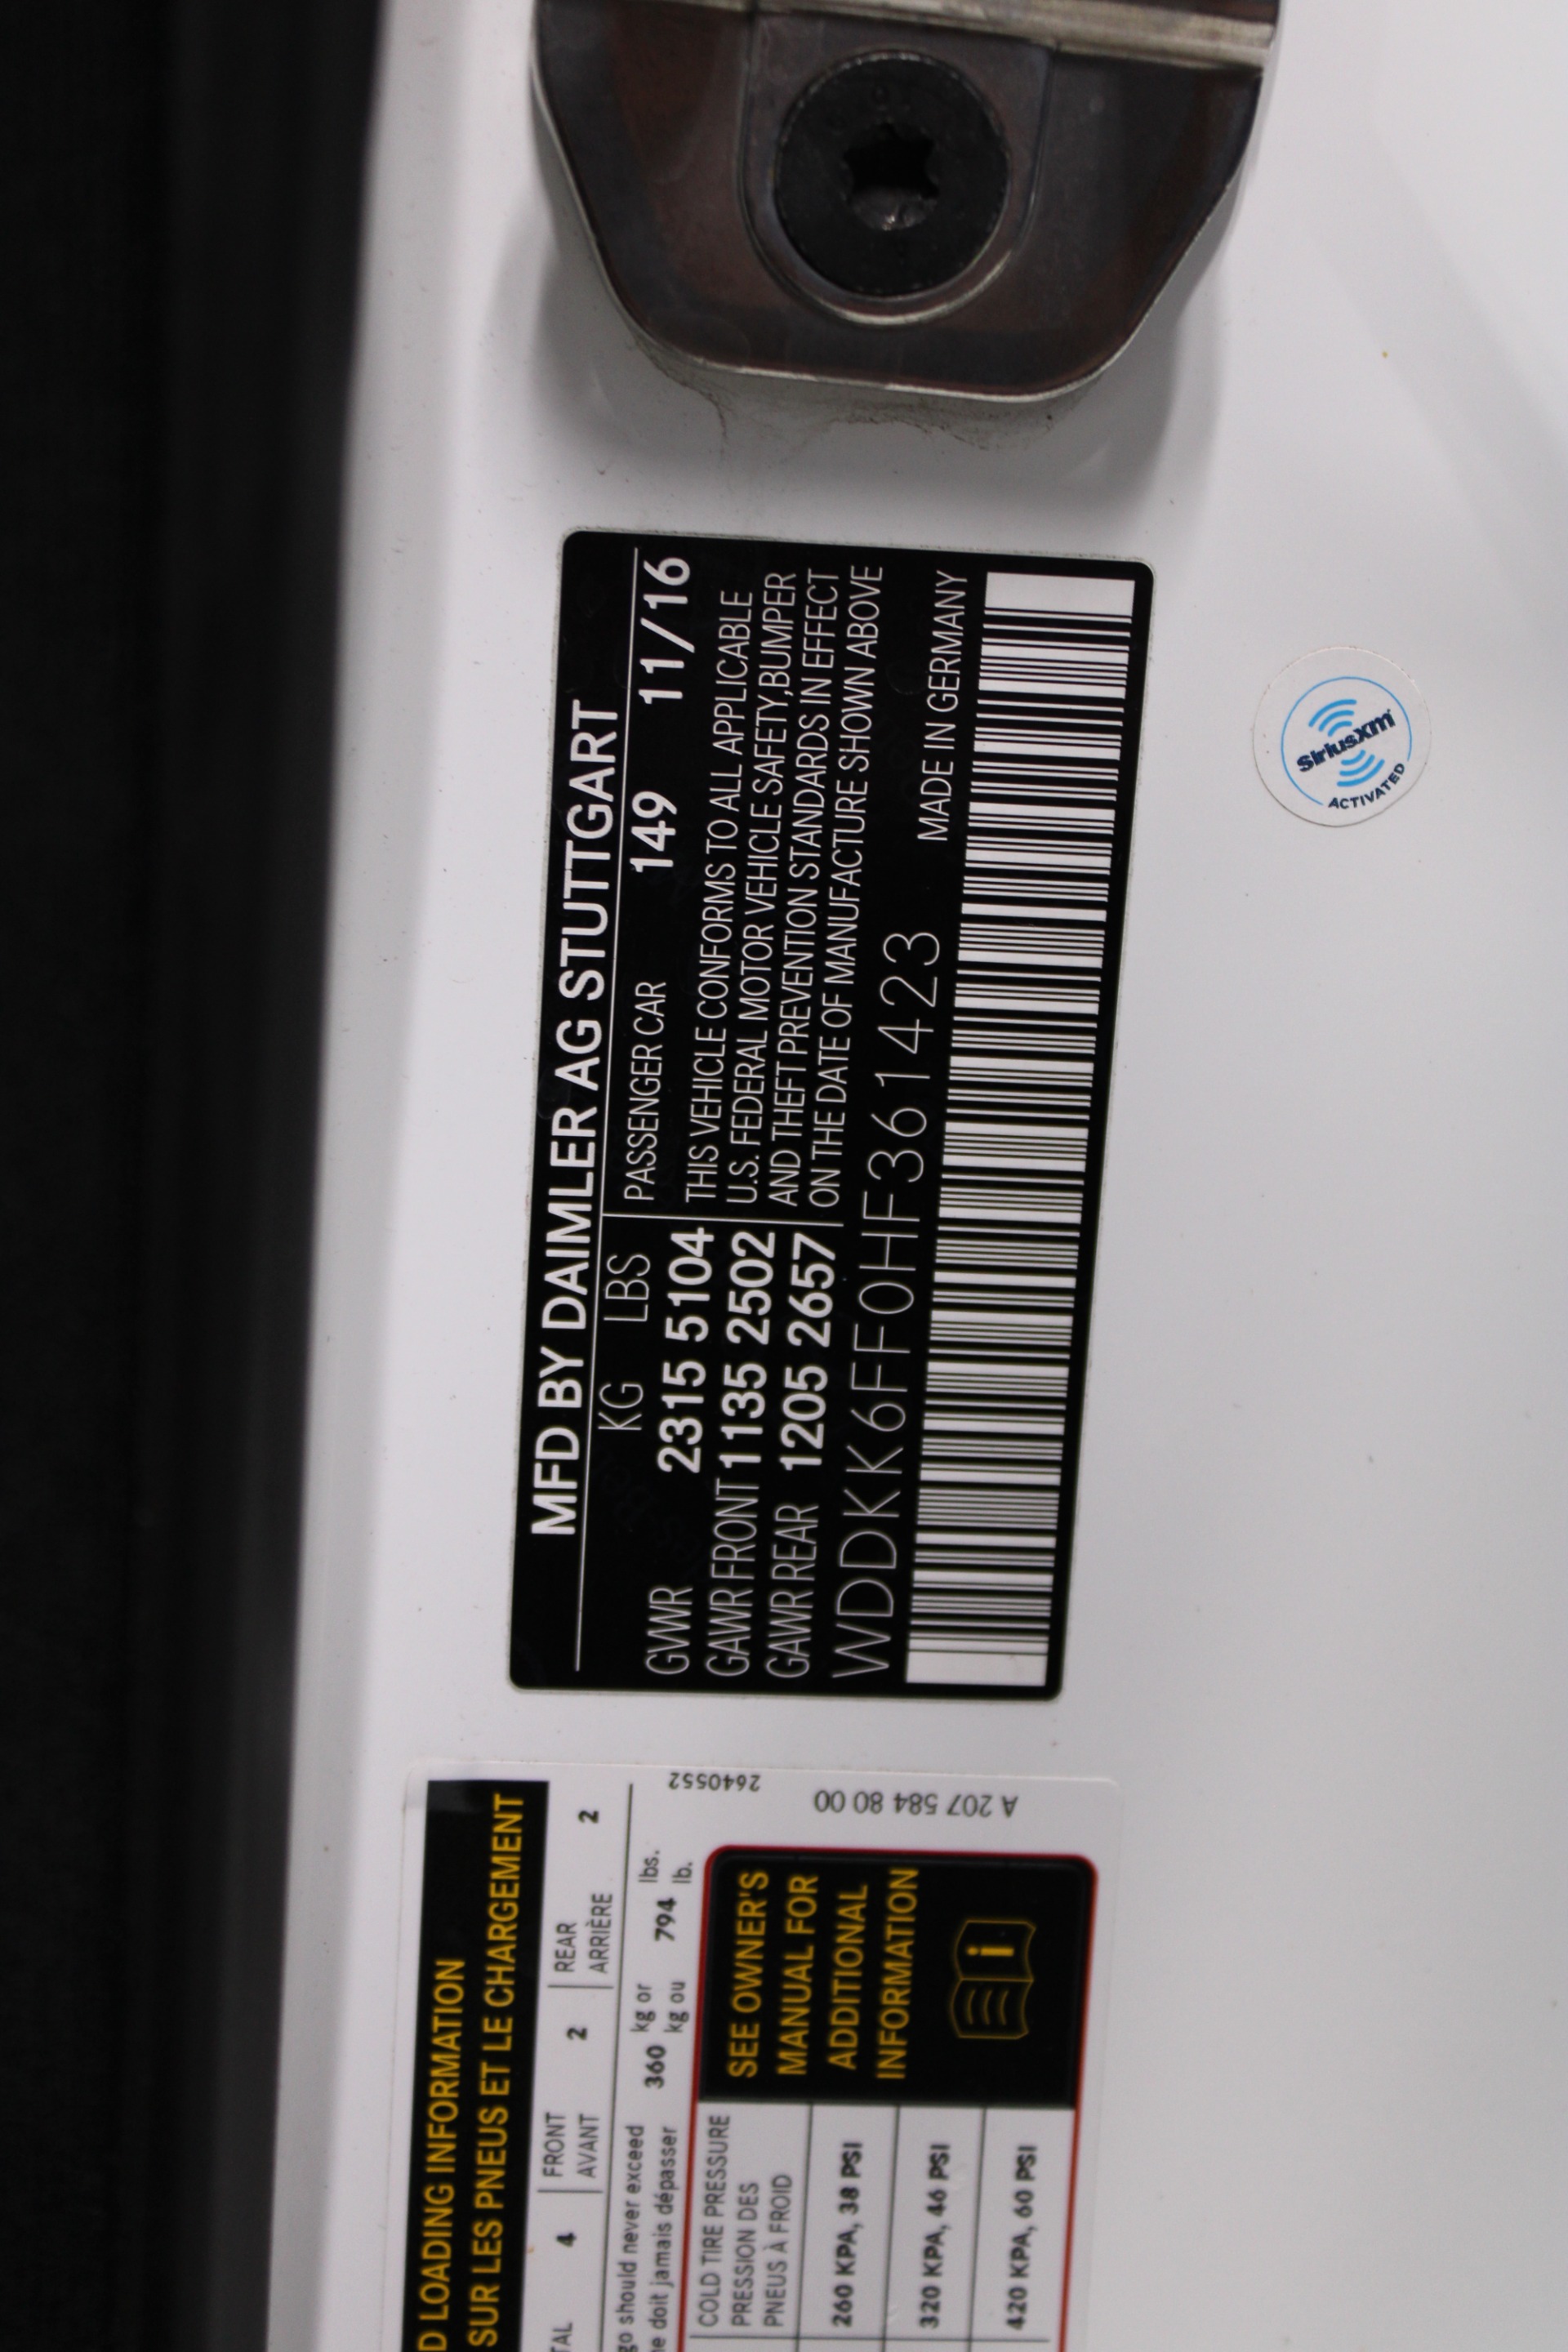 MFD BY DAIMLER AG STUTTGART
KG LBS
GVWR 2315 5104
GAWR FRONT 1135 2502
GAWR REAR 1205 2657
PASSENGER CAR 149 11/16
THIS VEHICLE CONFORMS TO ALL APPLICABLE
U.S. FEDERAL MOTOR VEHICLE SAFETY,BUMPER
AND THEFT PREVENTION STANDARDS IN EFFECT
ON THE DATE OF MANUFACTURE SHOWN ABOVE
WDDKK6FF0HF361423 MADE IN GERMANY
SiriusXM
ACTIVATED
D LOADING INFORMATION
SUR LES PNEUS ET LE CHARGEMENT
TAL 4 FRONT 2 REAR 2
AVANT ARRIÈRE
go should never exceed 360 kg or 794 lbs.
ne doit jamais dépasser kg ou lb.
2640552
A 207 584 80 00
COLD TIRE PRESSURE
PRESSION DES
PNEUS À FROID
260 KPA, 38 PSI
320 KPA, 46 PSI
420 KPA, 60 PSI
SEE OWNER'S
MANUAL FOR
ADDITIONAL
INFORMATION
i